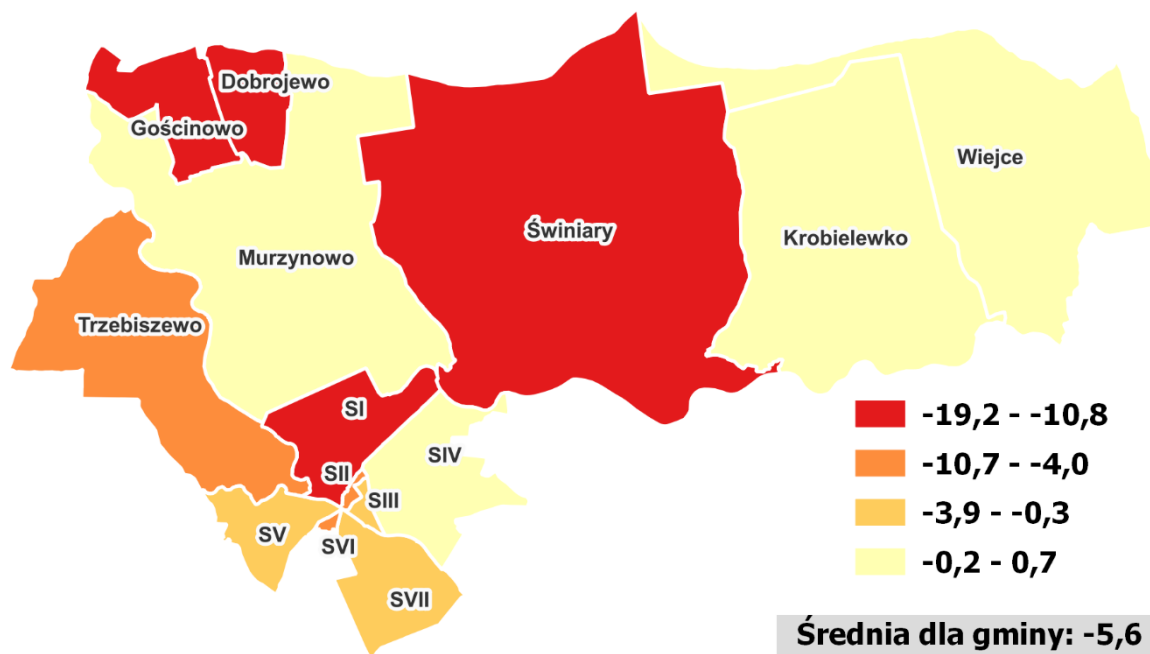 Dobrojewo
Gościnowo
Wiejce
Świniary
Krobielewko
Murzynowo
Trzebiszewo
SI
SIV
SII
SIII
SV
SVI
SVII
-19,2 - -10,8
-10,7 - -4,0
-3,9 - -0,3
-0,2 - 0,7
Średnia dla gminy: -5,6